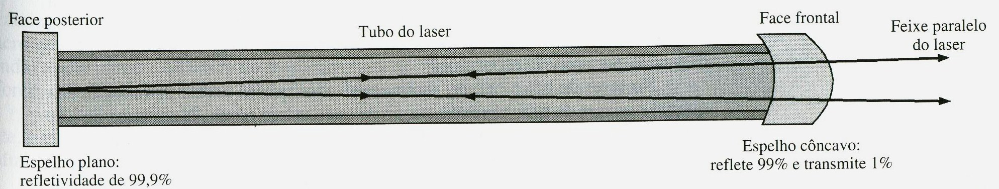 Face posterior
Tubo do laser
Face frontal
Feixe paralelo
do laser
Espelho plano:
refletividade de 99,9%
Espelho côncavo:
reflete 99% e transmite 1%